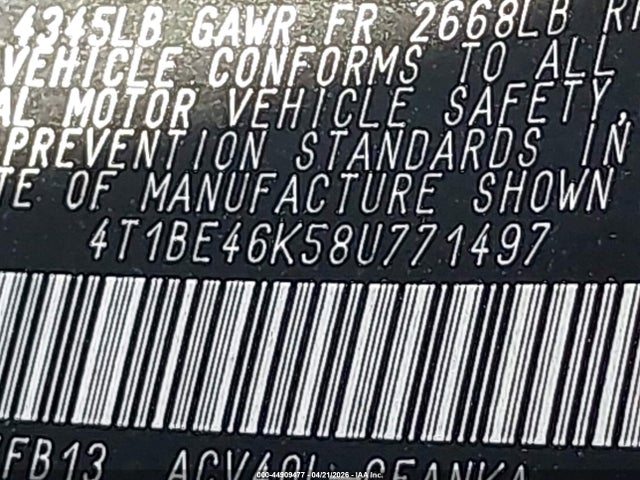 4345LB GAWR FR 2668LB
VEHICLE CONFORMS TO ALL
AL MOTOR VEHICLE SAFETY,
PREVENTION STANDARDS IN
TE OF MANUFACTURE SHOWN
4T1BE46K58U771497
FB13
000-44909477 - 04/21/2026 - IAA Inc.